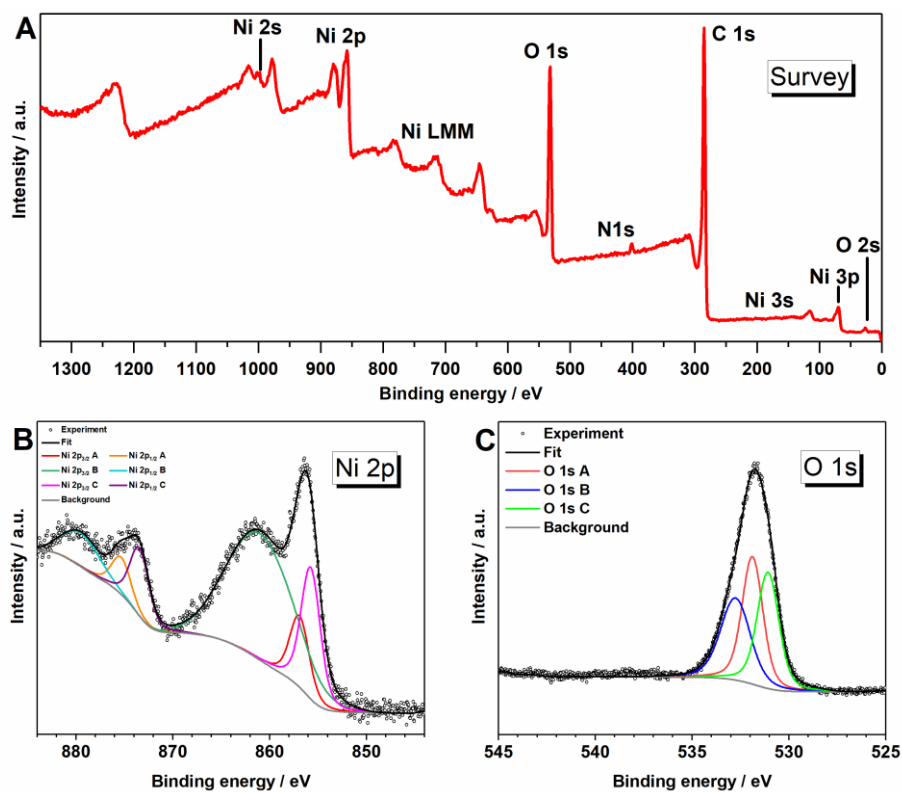 A
Ni 2s
Ni 2p
O 1s
C 1s
Survey
Ni LMM
N1s
O 2s
Ni 3p
Ni 3s
Intensity / a.u.
1300 1200 1100 1000 900 800 700 600 500 400 300 200 100 0
Binding energy / eV
B
Experiment
Fit
Ni 2p3/2 A Ni 2p1/2 A
Ni 2p3/2 B Ni 2p1/2 B
Ni 2p3/2 C Ni 2p1/2 C
Background
Ni 2p
Intensity / a.u.
880 870 860 850
Binding energy / eV
C
Experiment
Fit
O 1s A
O 1s B
O 1s C
Background
O 1s
Intensity / a.u.
545 540 535 530 525
Binding energy / eV